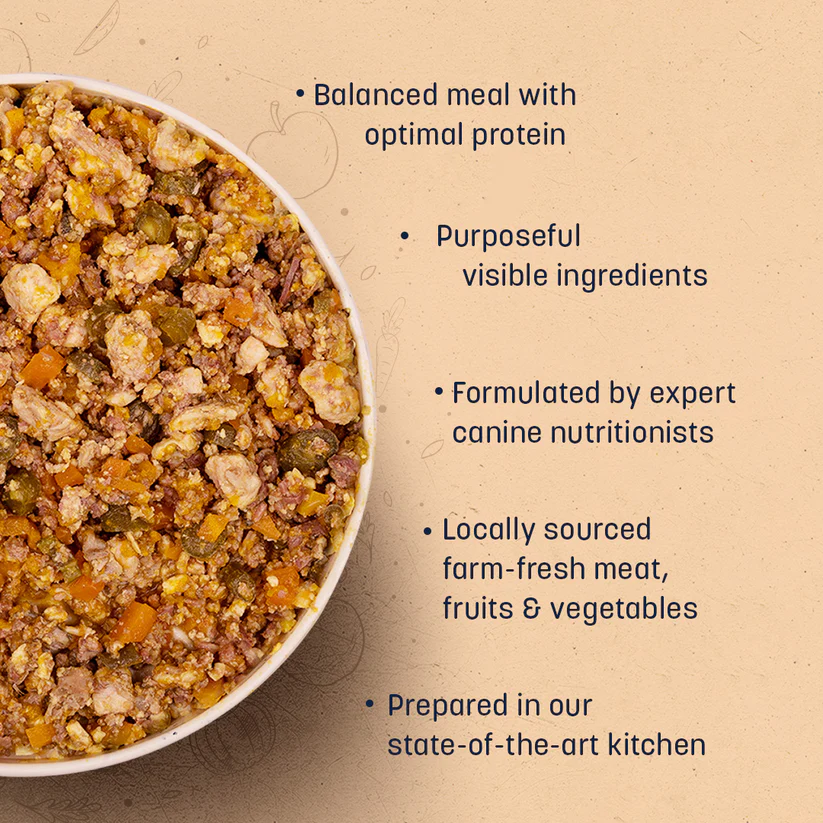 • Balanced meal with
optimal protein
• Purposeful
visible ingredients
• Formulated by expert
canine nutritionists
• Locally sourced
farm-fresh meat,
fruits & vegetables
• Prepared in our
state-of-the-art kitchen